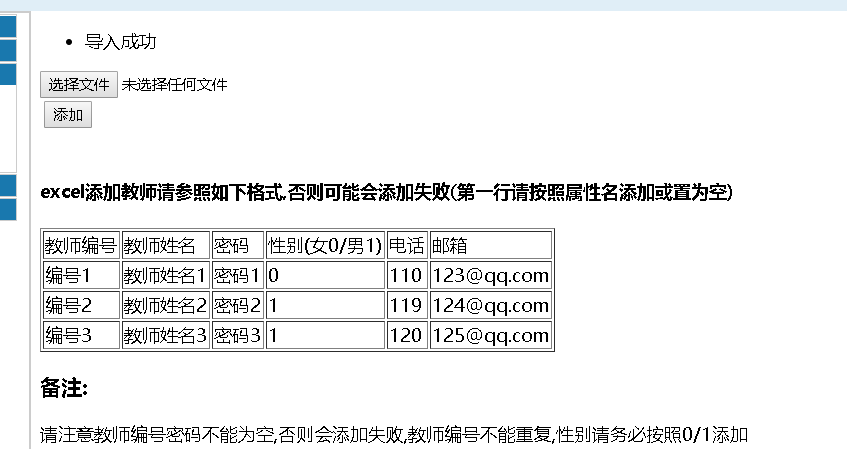 导入成功
选择文件 未选择任何文件
添加
excel添加教师请参照如下格式,否则可能会添加失败(第一行请按照属性名添加或置为空)
教师编号 教师姓名 密码 性别(女0/男1) 电话 邮箱
编号1 教师姓名1 密码1 0 110 123@qq.com
编号2 教师姓名2 密码2 1 119 124@qq.com
编号3 教师姓名3 密码3 1 120 125@qq.com
备注:
请注意教师编号密码不能为空,否则会添加失败,教师编号不能重复,性别请务必按照0/1添加